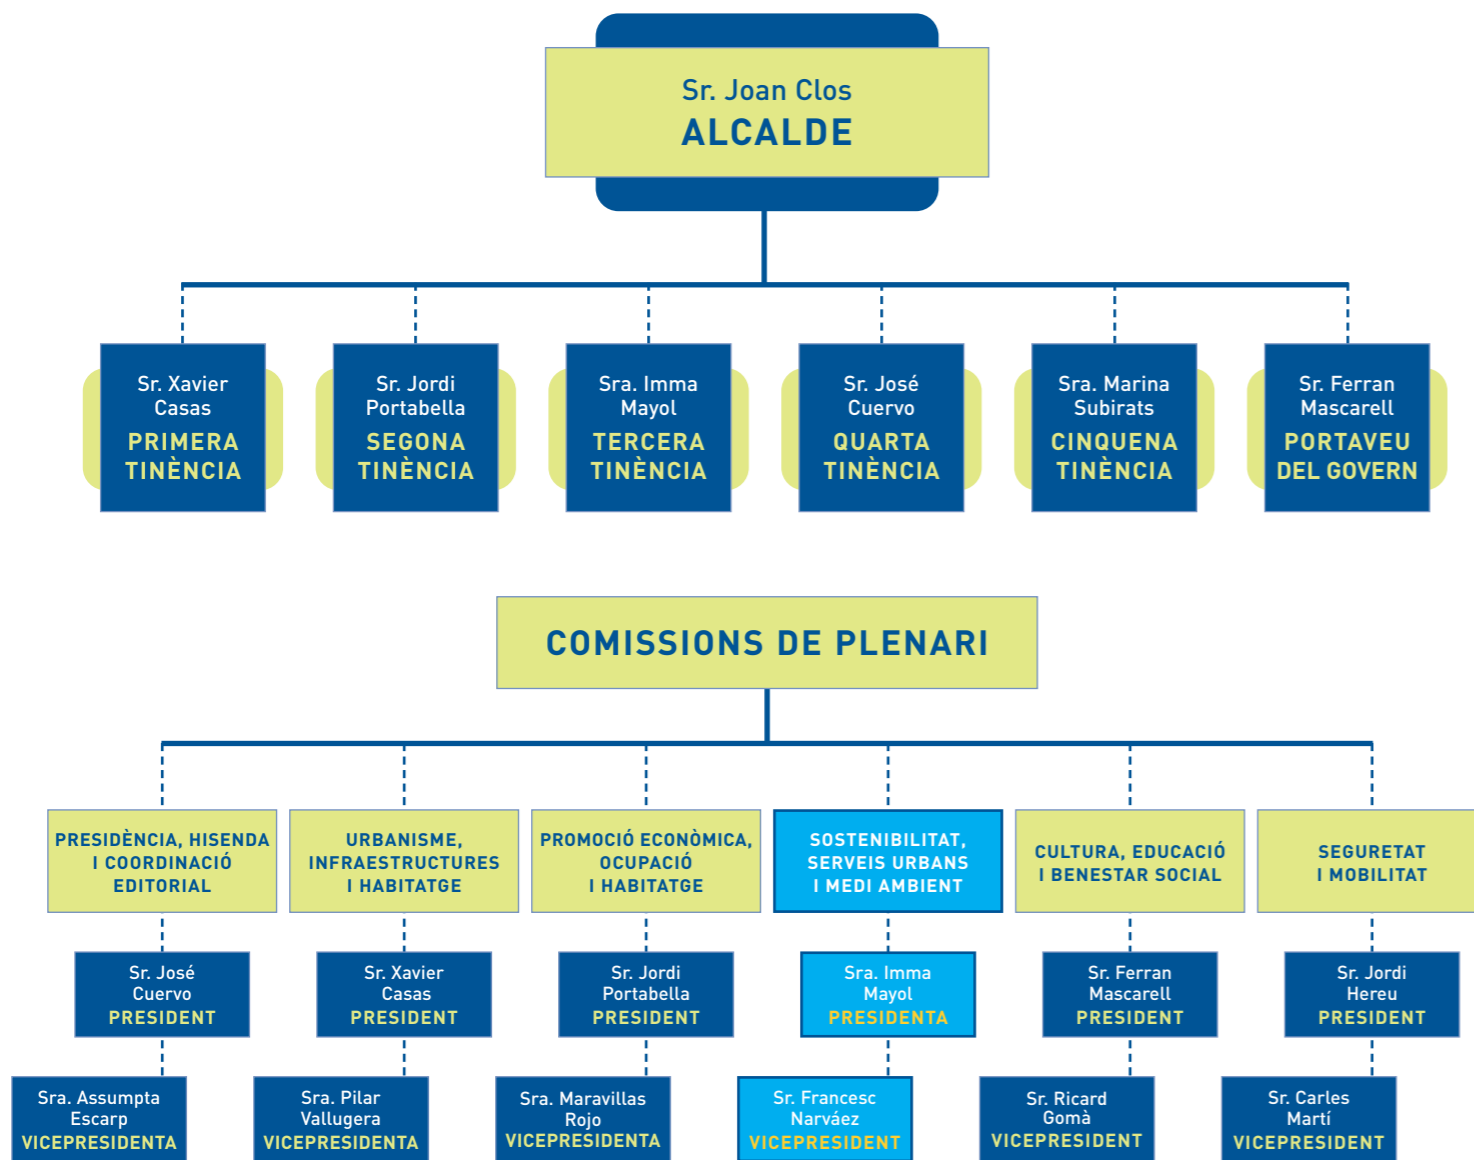 Sr. Joan Clos
ALCALDE
Sr. Xavier
Casas
PRIMERA
TINÈNCIA
Sr. Jordi
Portabella
SEGONA
TINÈNCIA
Sra. Imma
Mayol
TERCERA
TINÈNCIA
Sr. José
Cuervo
QUARTA
TINÈNCIA
Sra. Marina
Subirats
CINQUENA
TINÈNCIA
Sr. Ferran
Mascarell
PORTAVEU
DEL GOVERN
COMISSIONS DE PLENARI
PRESIDÈNCIA, HISENDA
I COORDINACIÓ
EDITORIAL
URBANISME,
INFRAESTRUCTURES
I HABITATGE
PROMOCIÓ ECONÒMICA,
OCUPACIÓ
I HABITATGE
SOSTENIBILITAT,
SERVEIS URBANS
I MEDI AMBIENT
CULTURA, EDUCACIÓ
I BENESTAR SOCIAL
SEGURETAT
I MOBILITAT
Sr. José
Cuervo
PRESIDENT
Sr. Xavier
Casas
PRESIDENT
Sr. Jordi
Portabella
PRESIDENT
Sra. Imma
Mayol
PRESIDENTA
Sr. Ferran
Mascarell
PRESIDENT
Sr. Jordi
Hereu
PRESIDENT
Sra. Assumpta
Escarp
VICEPRESIDENTA
Sra. Pilar
Vallugera
VICEPRESIDENTA
Sra. Maravillas
Rojo
VICEPRESIDENTA
Sr. Francesc
Narváez
VICEPRESIDENT
Sr. Ricard
Gomà
VICEPRESIDENT
Sr. Carles
Martí
VICEPRESIDENT